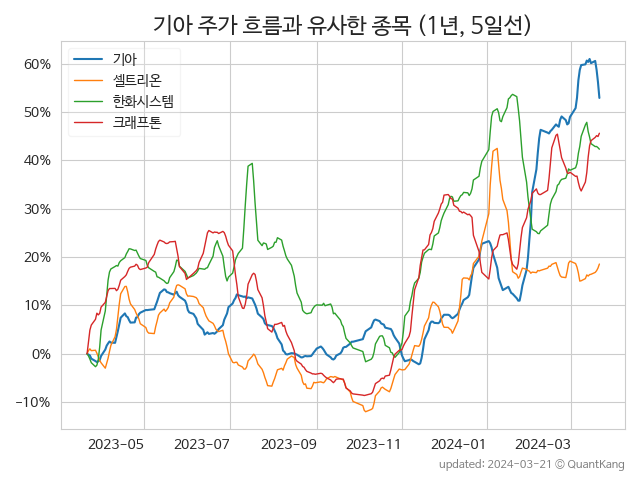 기아 주가 흐름과 유사한 종목 (1년, 5일선)
기아
셀트리온
한화시스템
크래프톤
60%
50%
40%
30%
20%
10%
0%
−10%
2023-05 2023-07 2023-09 2023-11 2024-01 2024-03
updated: 2024-03-21 © QuantKang